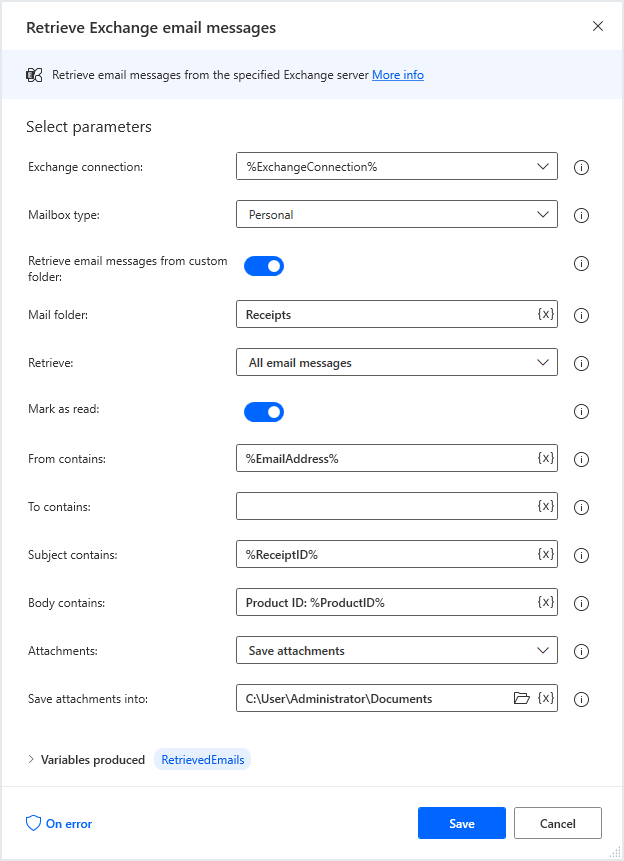 Retrieve Exchange email messages
Retrieve email messages from the specified Exchange server More info
Select parameters
Exchange connection: %ExchangeConnection%
Mailbox type: Personal
Retrieve email messages from custom
folder:
Mail folder: Receipts {x}
Retrieve: All email messages
Mark as read:
From contains: %EmailAddress% {x}
To contains: {x}
Subject contains: %ReceiptID% {x}
Body contains: Product ID: %ProductID% {x}
Attachments: Save attachments
Save attachments into: C:\User\Administrator\Documents {x}
Variables produced RetrievedEmails
On error Save Cancel